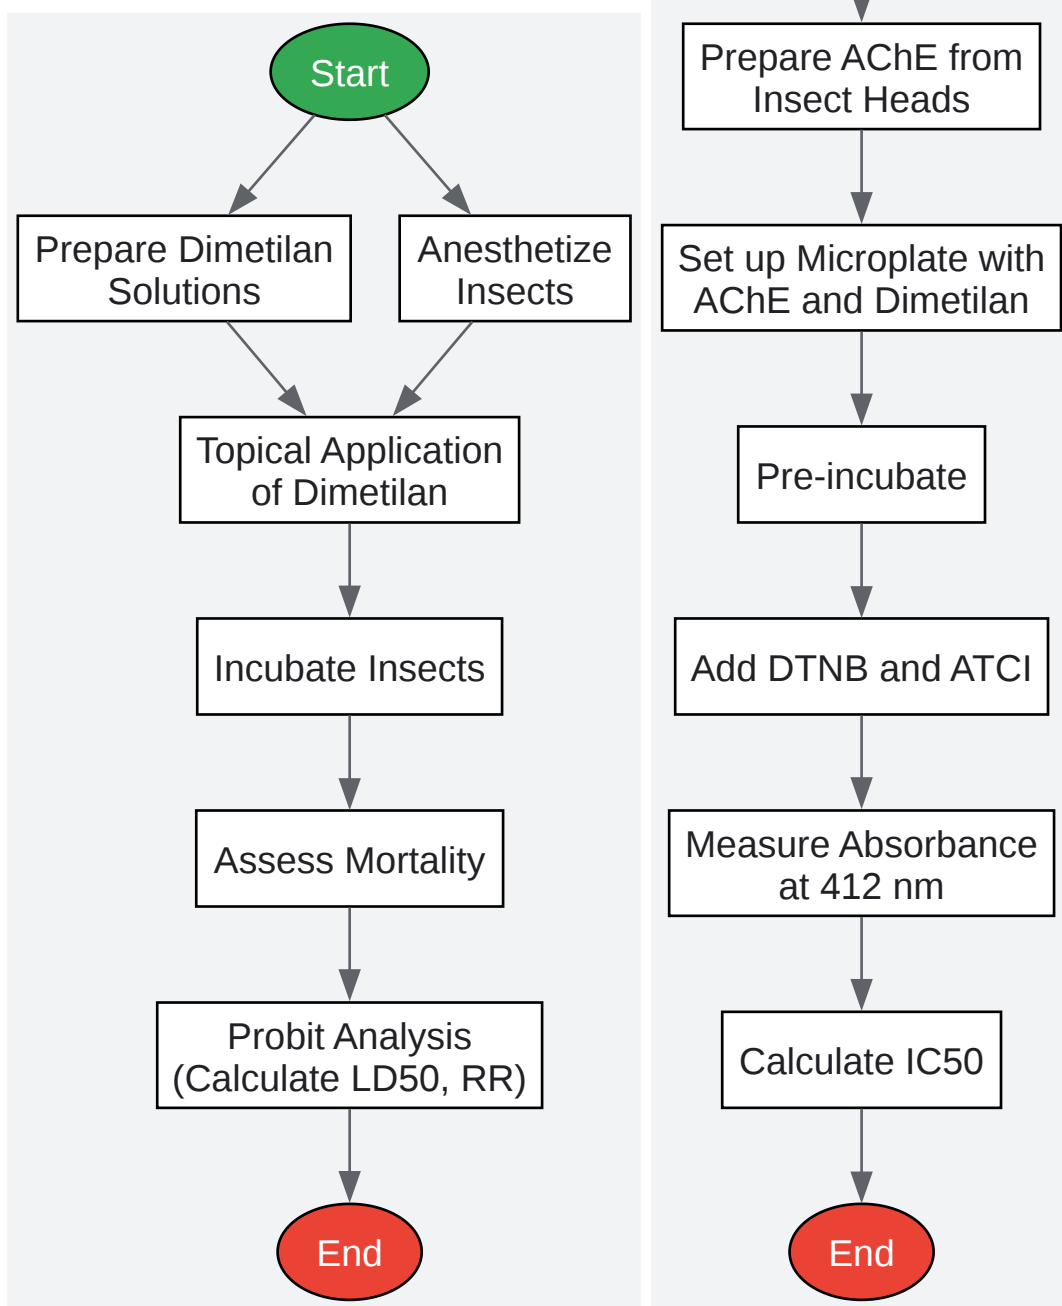 Start
Prepare Dimetilan
Solutions
Anesthetize
Insects
Topical Application
of Dimetilan
Incubate Insects
Assess Mortality
Probit Analysis
(Calculate LD50, RR)
End
Prepare AChE from
Insect Heads
Set up Microplate with
AChE and Dimetilan
Pre-incubate
Add DTNB and ATCI
Measure Absorbance
at 412 nm
Calculate IC50
End